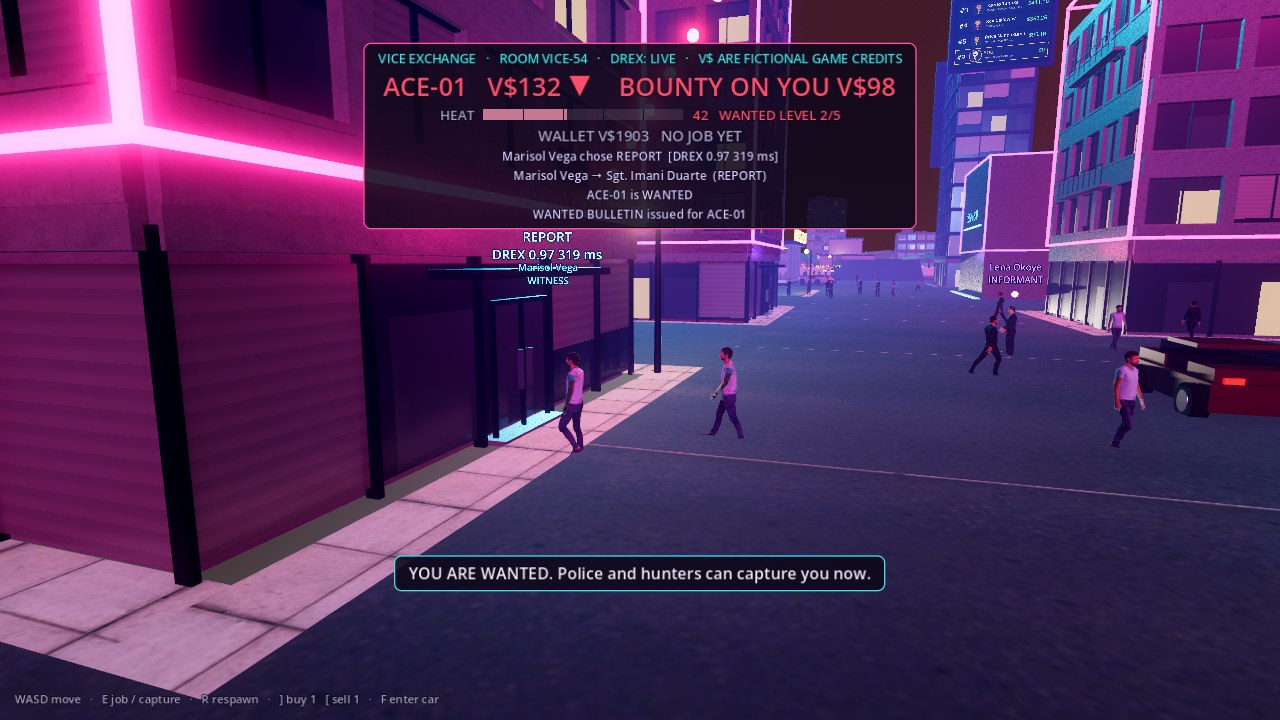 VICE EXCHANGE · ROOM VICE-54 · DREX: LIVE · V$ ARE FICTIONAL GAME CREDITS
ACE-01 V$132 ▼ BOUNTY ON YOU V$98
HEAT 42 WANTED LEVEL 2/5
WALLET V$1903 NO JOB YET
Marisol Vega chose REPORT [DREX 0.97 319 ms]
Marisol Vega → Sgt. Imani Duarte (REPORT)
ACE-01 is WANTED
WANTED BULLETIN issued for ACE-01
REPORT
DREX 0.97 319 ms
Marisol Vega
WITNESS
Lena Okoye
INFORMANT
YOU ARE WANTED. Police and hunters can capture you now.
WASD move · E job / capture · R respawn · ] buy 1 [ sell 1 · F enter car